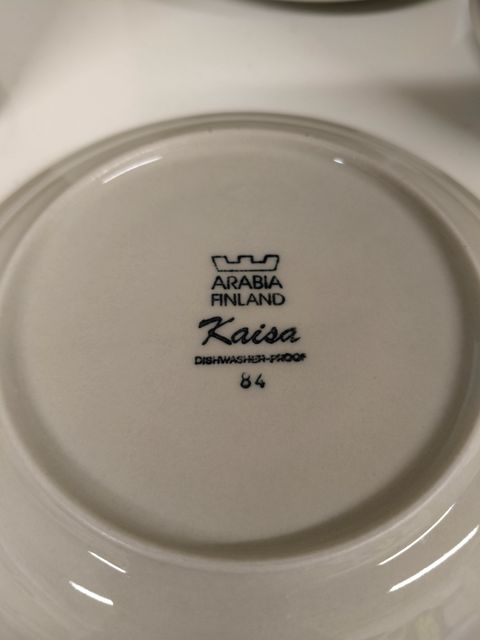 ARABIA
FINLAND
Kaisa
DISHWASHER-PROOF
84